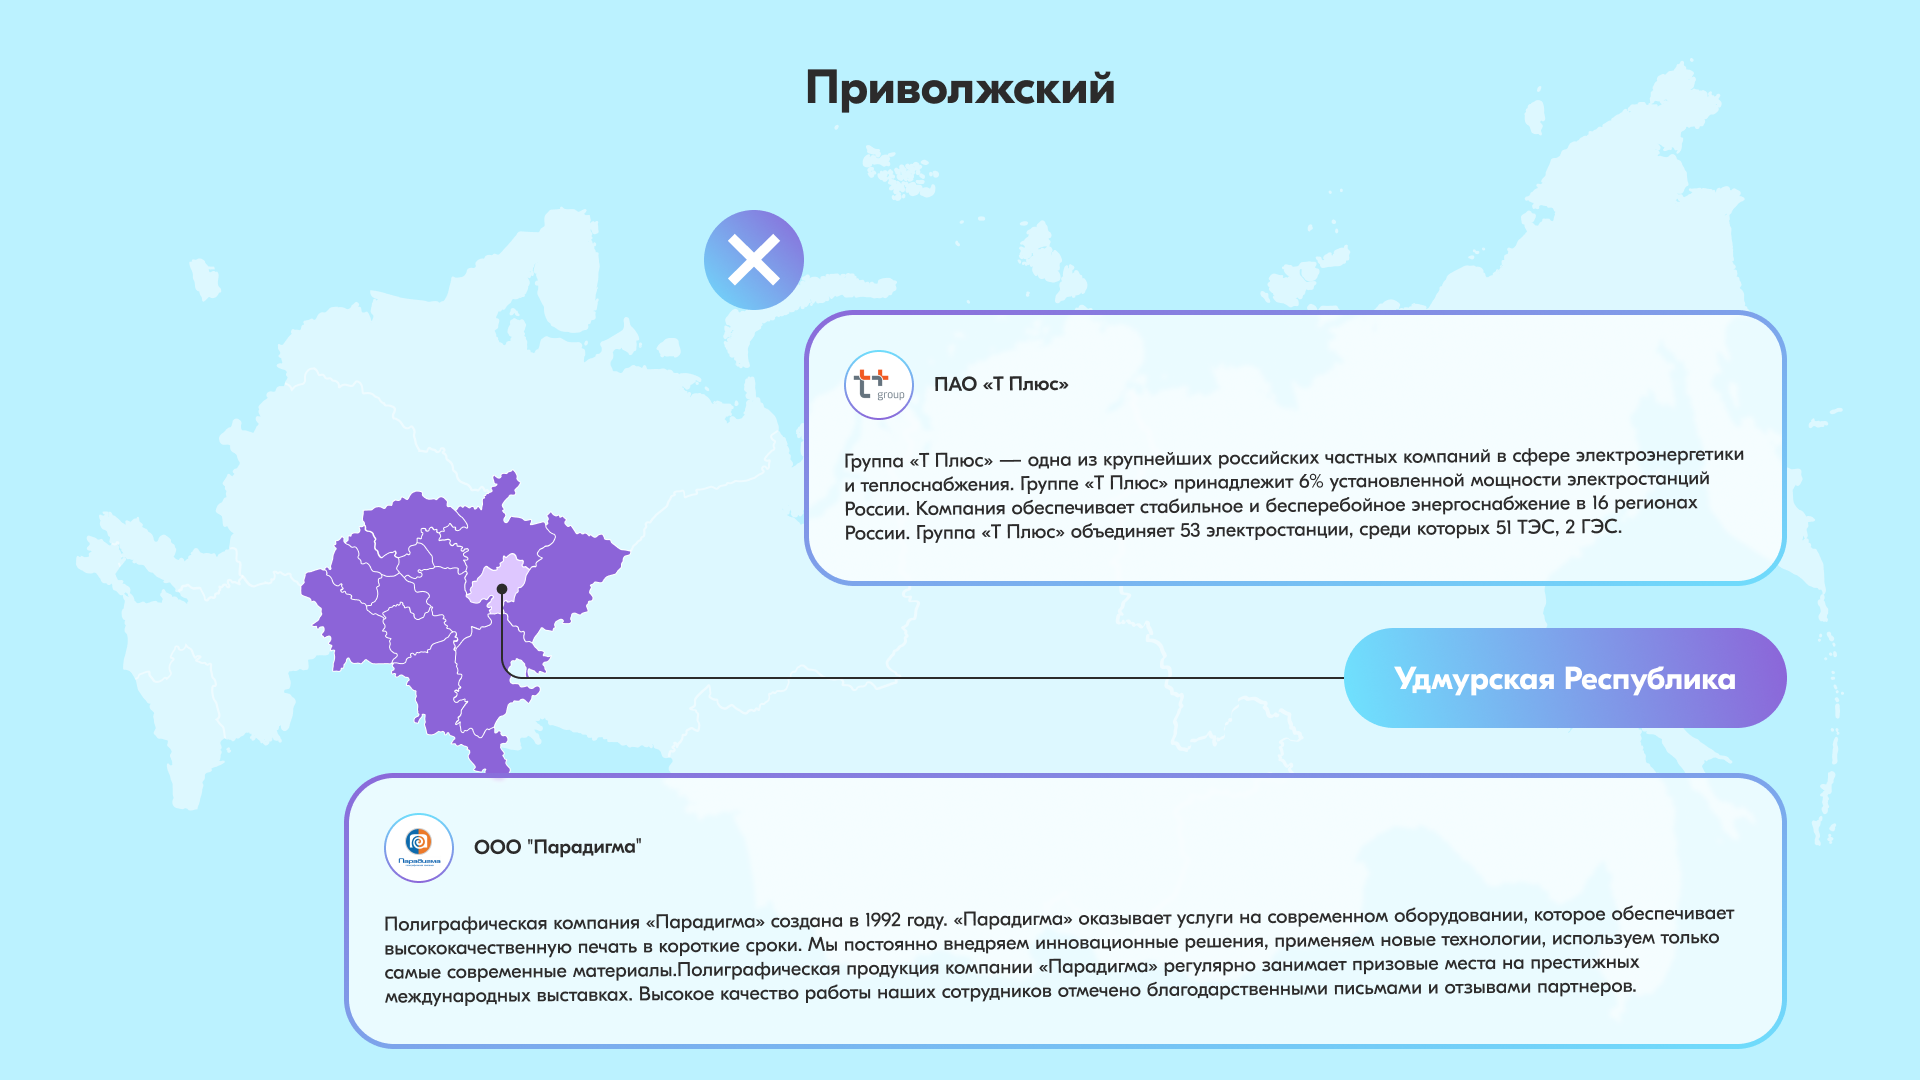 Приволжский
t+ group
ПАО «Т Плюс»
Группа «Т Плюс» — одна из крупнейших российских частных компаний в сфере электроэнергетики
и теплоснабжения. Группе «Т Плюс» принадлежит 6% установленной мощности электростанций
России. Компания обеспечивает стабильное и бесперебойное энергоснабжение в 16 регионах
России. Группа «Т Плюс» объединяет 53 электростанции, среди которых 51 ТЭС, 2 ГЭС.
Удмурская Республика
Парадигма
ООО "Парадигма"
Полиграфическая компания «Парадигма» создана в 1992 году. «Парадигма» оказывает услуги на современном оборудовании, которое обеспечивает
высококачественную печать в короткие сроки. Мы постоянно внедряем инновационные решения, применяем новые технологии, используем только
самые современные материалы.Полиграфическая продукция компании «Парадигма» регулярно занимает призовые места на престижных
международных выставках. Высокое качество работы наших сотрудников отмечено благодарственными письмами и отзывами партнеров.